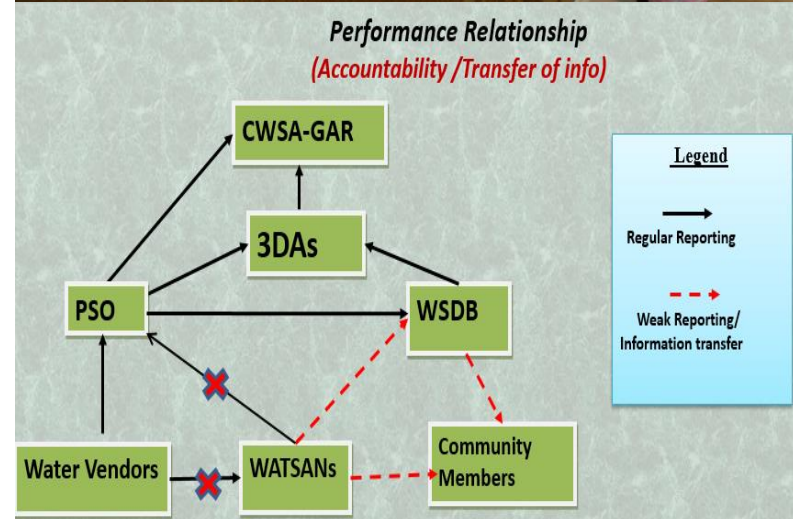 Performance Relationship
(Accountability /Transfer of info)
CWSA-GAR
3DAs
PSO
WSDB
Water Vendors
WATSANs
Community
Members
Legend
Regular Reporting
Weak Reporting/
Information transfer